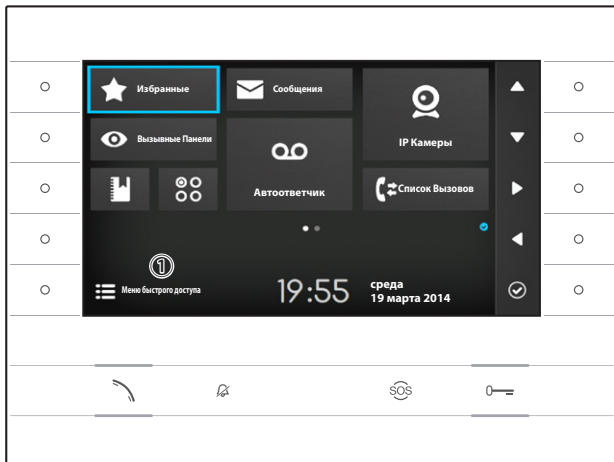 Избранные
Сообщения
IP Камеры
Вызывные Панели
Автоответчик
Список Вызовов
1
Меню быстрого доступа
19:55
среда
19 марта 2014
SOS